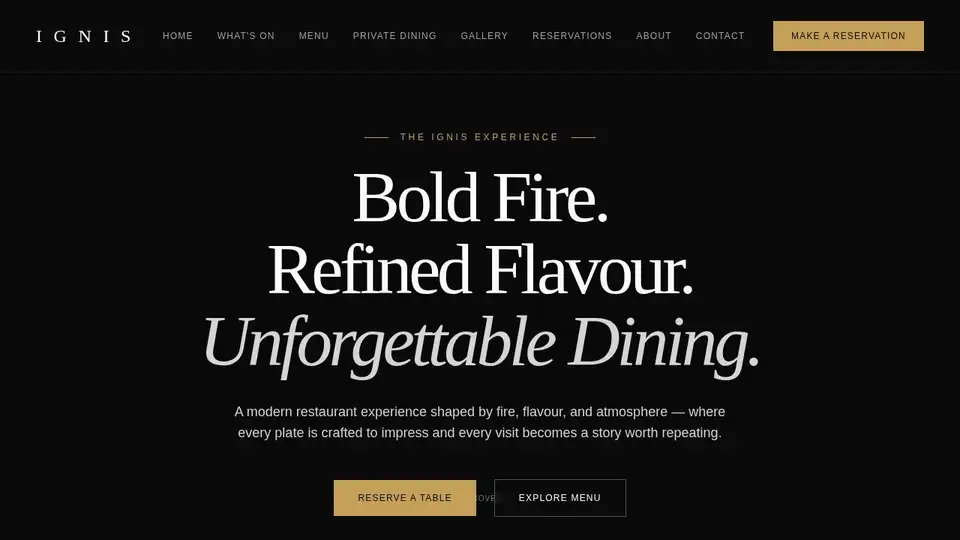 IGNIS HOME WHAT'S ON MENU PRIVATE DINING GALLERY RESERVATIONS ABOUT CONTACT MAKE A RESERVATION
THE IGNIS EXPERIENCE
Bold Fire.
Refined Flavour.
Unforgettable Dining.
A modern restaurant experience shaped by fire, flavour, and atmosphere — where
every plate is crafted to impress and every visit becomes a story worth repeating.
RESERVE A TABLE EXPLORE MENU